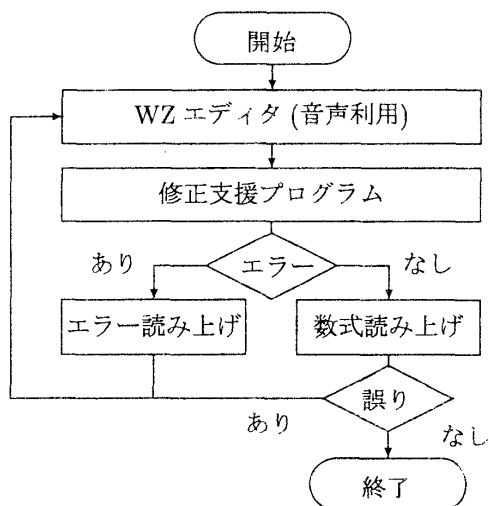 開始
WZ エディタ (音声利用)
修正支援プログラム
エラー
あり
なし
エラー読み上げ
数式読み上げ
誤り
あり
なし
終了